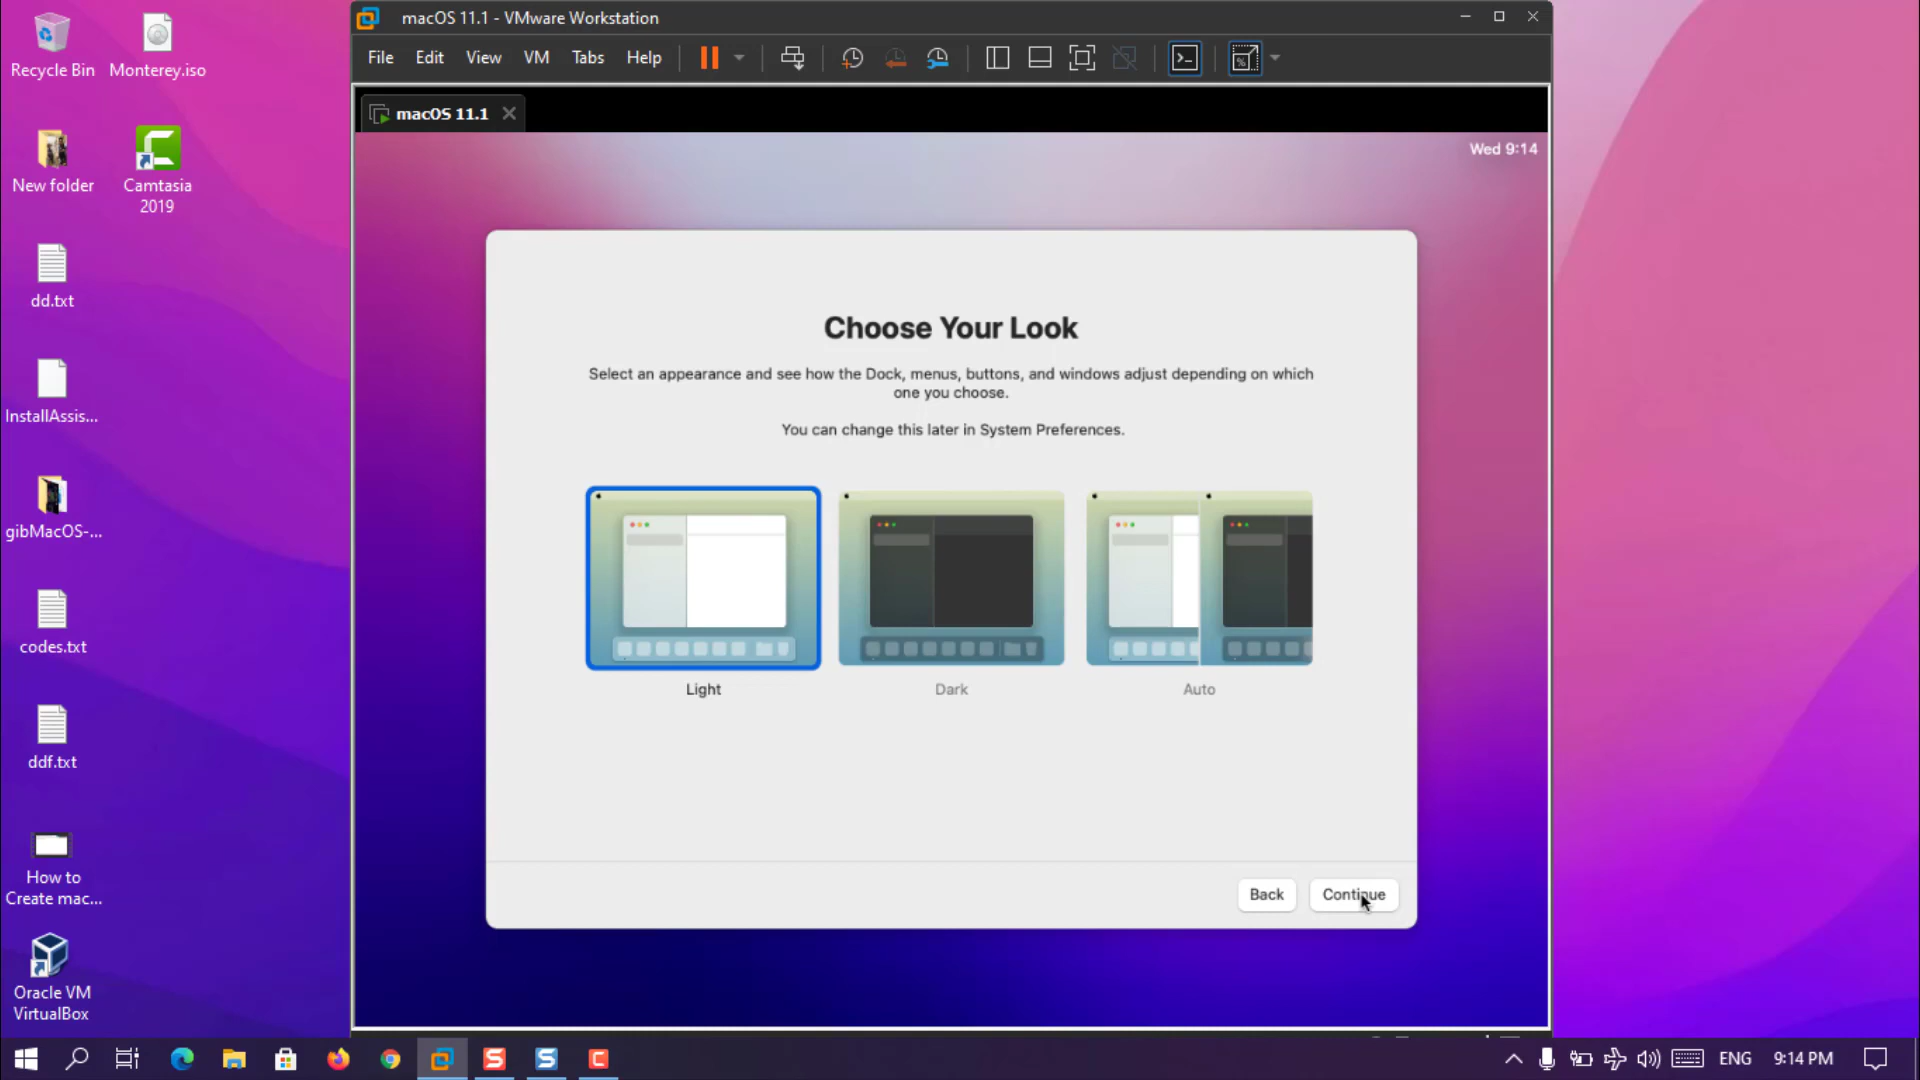 macOS 11.1 - VMware Workstation
File Edit View VM Tabs Help
macOS 11.1
Wed 9:14
Choose Your Look
Select an appearance and see how the Dock, menus, buttons, and windows adjust depending on which
one you choose.
You can change this later in System Preferences.
Light
Dark
Auto
Back
Continue
Recycle Bin
Monterey.iso
New folder
Camtasia
2019
dd.txt
InstallAssis...
gibMacOS-...
codes.txt
ddf.txt
How to
Create mac...
Oracle VM
VirtualBox
ENG
9:14 PM